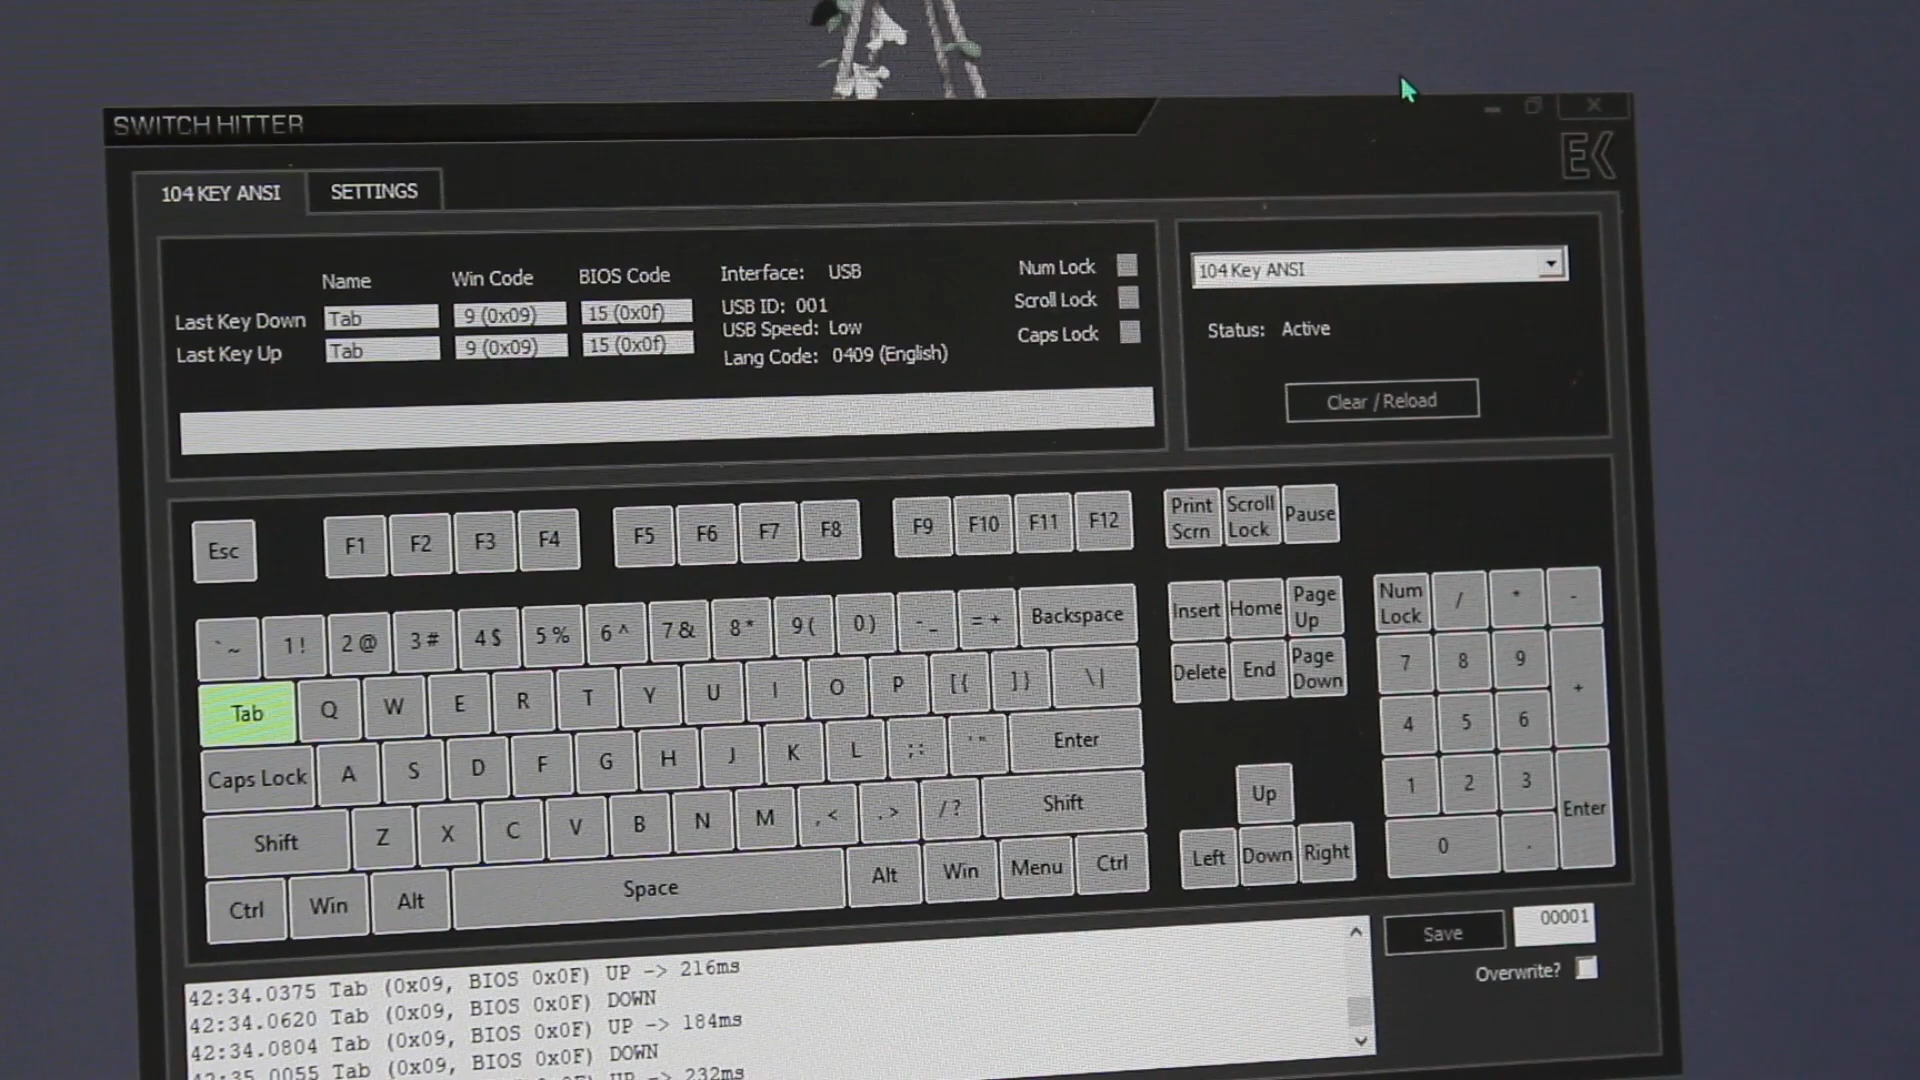 SWITCH HITTER
EK
104 KEY ANSI
SETTINGS
Name Win Code BIOS Code
Last Key Down Tab 9 (0x09) 15 (0x0f)
Last Key Up Tab 9 (0x09) 15 (0x0f)
Interface: USB
USB ID: 001
USB Speed: Low
Lang Code: 0409 (English)
Num Lock
Scroll Lock
Caps Lock
104 Key ANSI
Status: Active
Clear / Reload
Esc F1 F2 F3 F4 F5 F6 F7 F8 F9 F10 F11 F12 Print Scrn Scroll Lock Pause
` ~ 1 ! 2 @ 3 # 4 $ 5 % 6 ^ 7 & 8 * 9 ( 0 ) - _ = + Backspace Insert Home Page Up Num Lock / * -
Tab Q W E R T Y U I O P [ { ] } \ | Delete End Page Down 7 8 9 +
Caps Lock A S D F G H J K L ; : ' " Enter 4 5 6
Shift Z X C V B N M , < . > / ? Shift Up 1 2 3 Enter
Ctrl Win Alt Space Alt Win Menu Ctrl Left Down Right 0 .
42:34.0375 Tab (0x09, BIOS 0x0F) UP -> 216ms
42:34.0620 Tab (0x09, BIOS 0x0F) DOWN
42:34.0804 Tab (0x09, BIOS 0x0F) UP -> 184ms
42:35.0055 Tab (0x09, BIOS 0x0F) DOWN
UP -> 232ms
Save 00001
Overwrite?